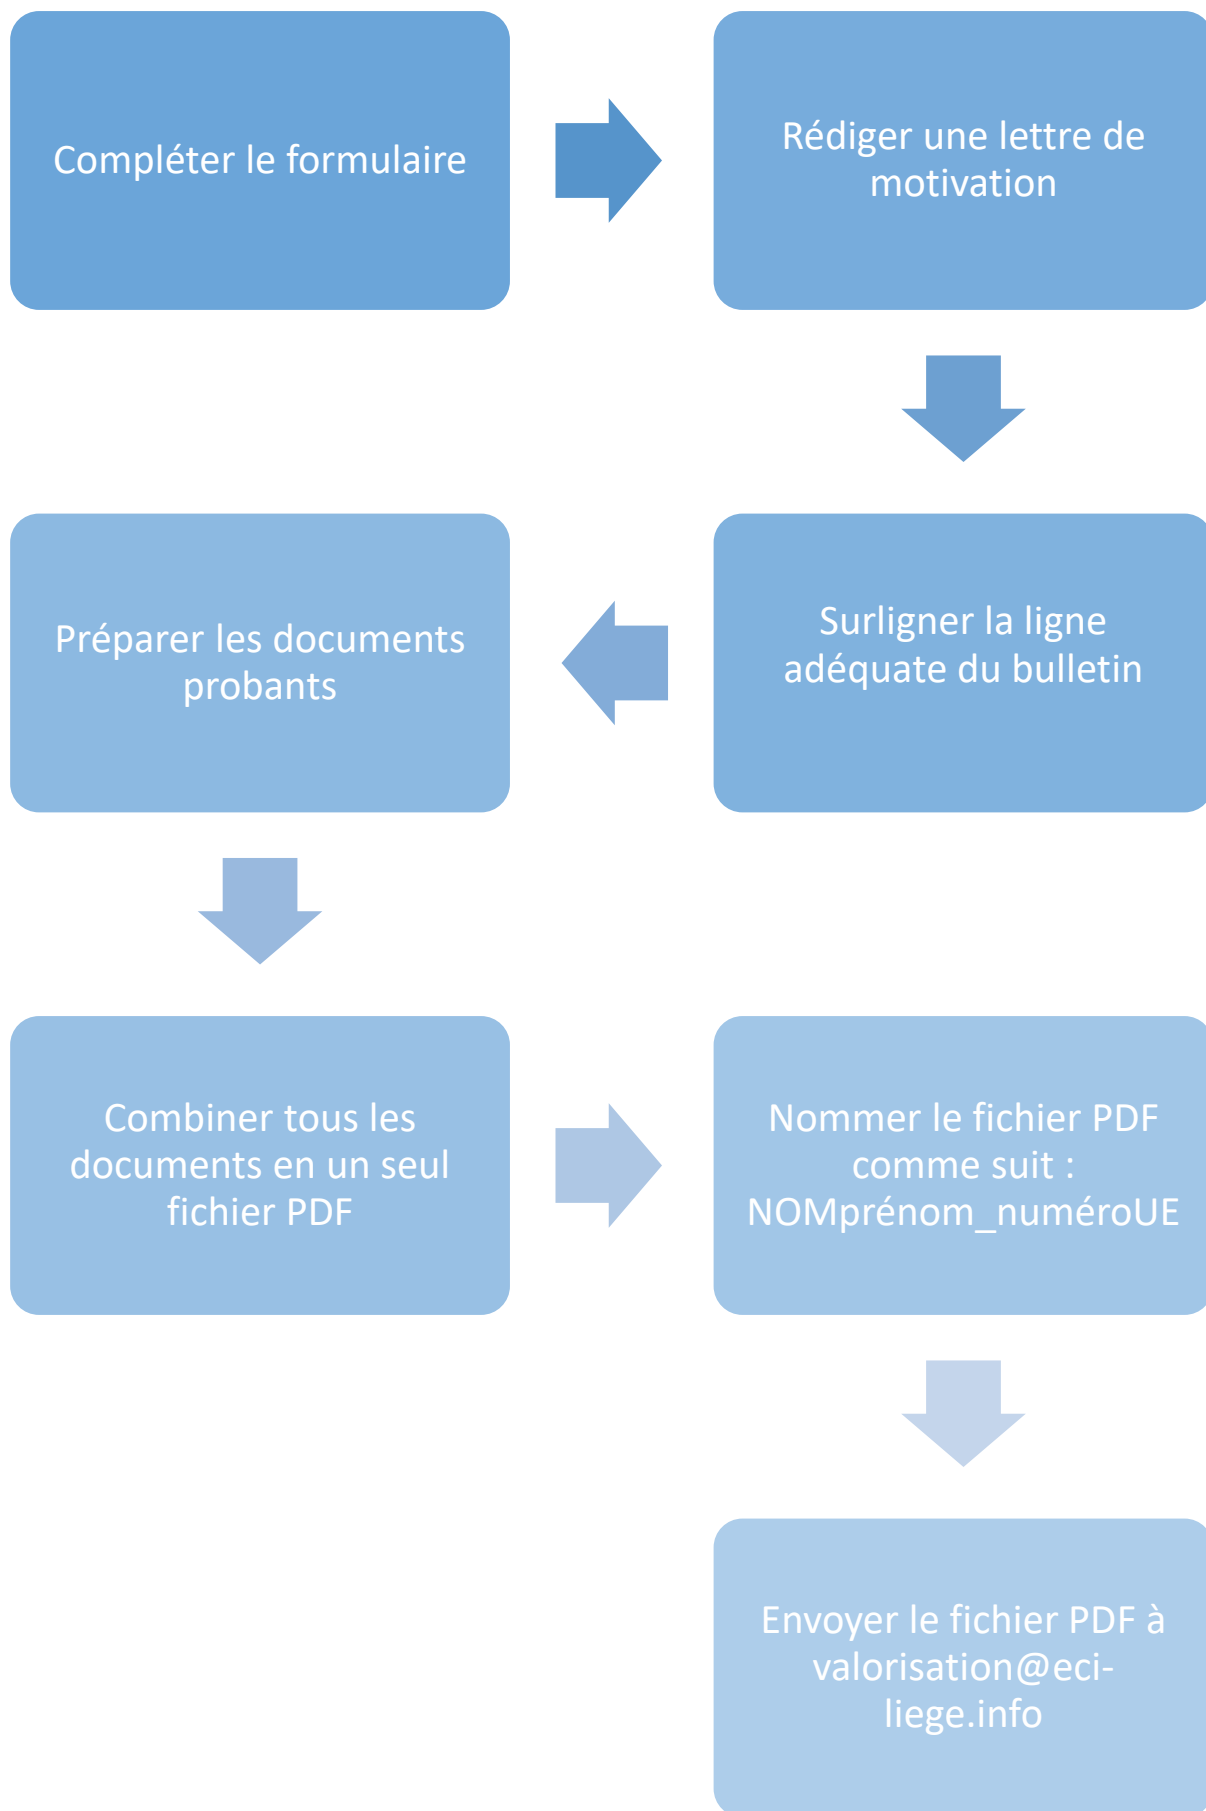 Compléter le formulaire
Rédiger une lettre de
motivation
Surligner la ligne
adéquate du bulletin
Préparer les documents
probants
Combiner tous les
documents en un seul
fichier PDF
Nommer le fichier PDF
comme suit :
NOMprénom_numéroUE
Envoyer le fichier PDF à
valorisation@eci-
liege.info